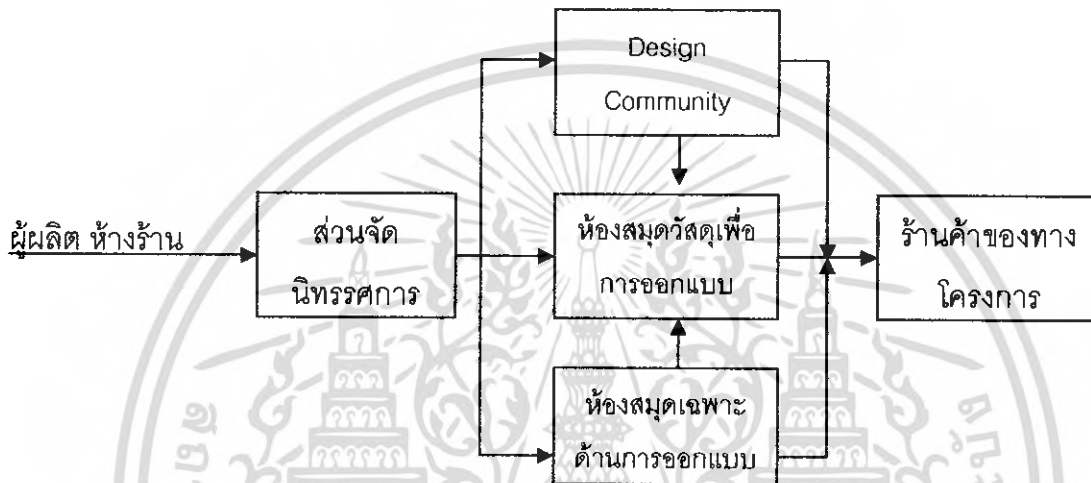 Design
Community
ผู้ผลิต ห้างร้าน
ส่วนจัด
นิทรรศการ
ห้องสมุดวัสดุเพื่อ
การออกแบบ
ร้านค้าของทาง
โครงการ
ห้องสมุดเฉพาะ
ด้านการออกแบบ